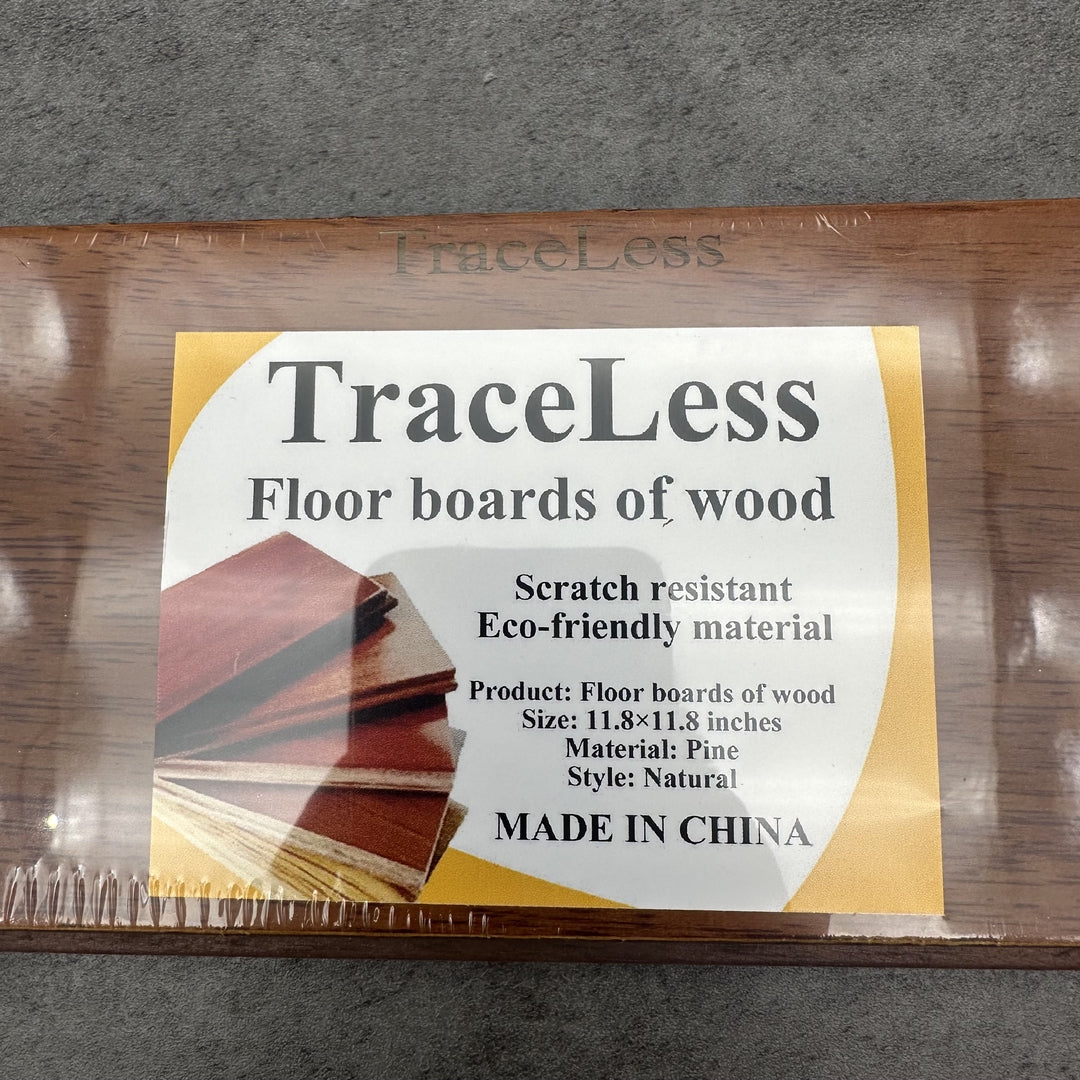 TraceLess
TraceLess
Floor boards of wood
Scratch resistant
Eco-friendly material
Product: Floor boards of wood
Size: 11.8×11.8 inches
Material: Pine
Style: Natural
MADE IN CHINA